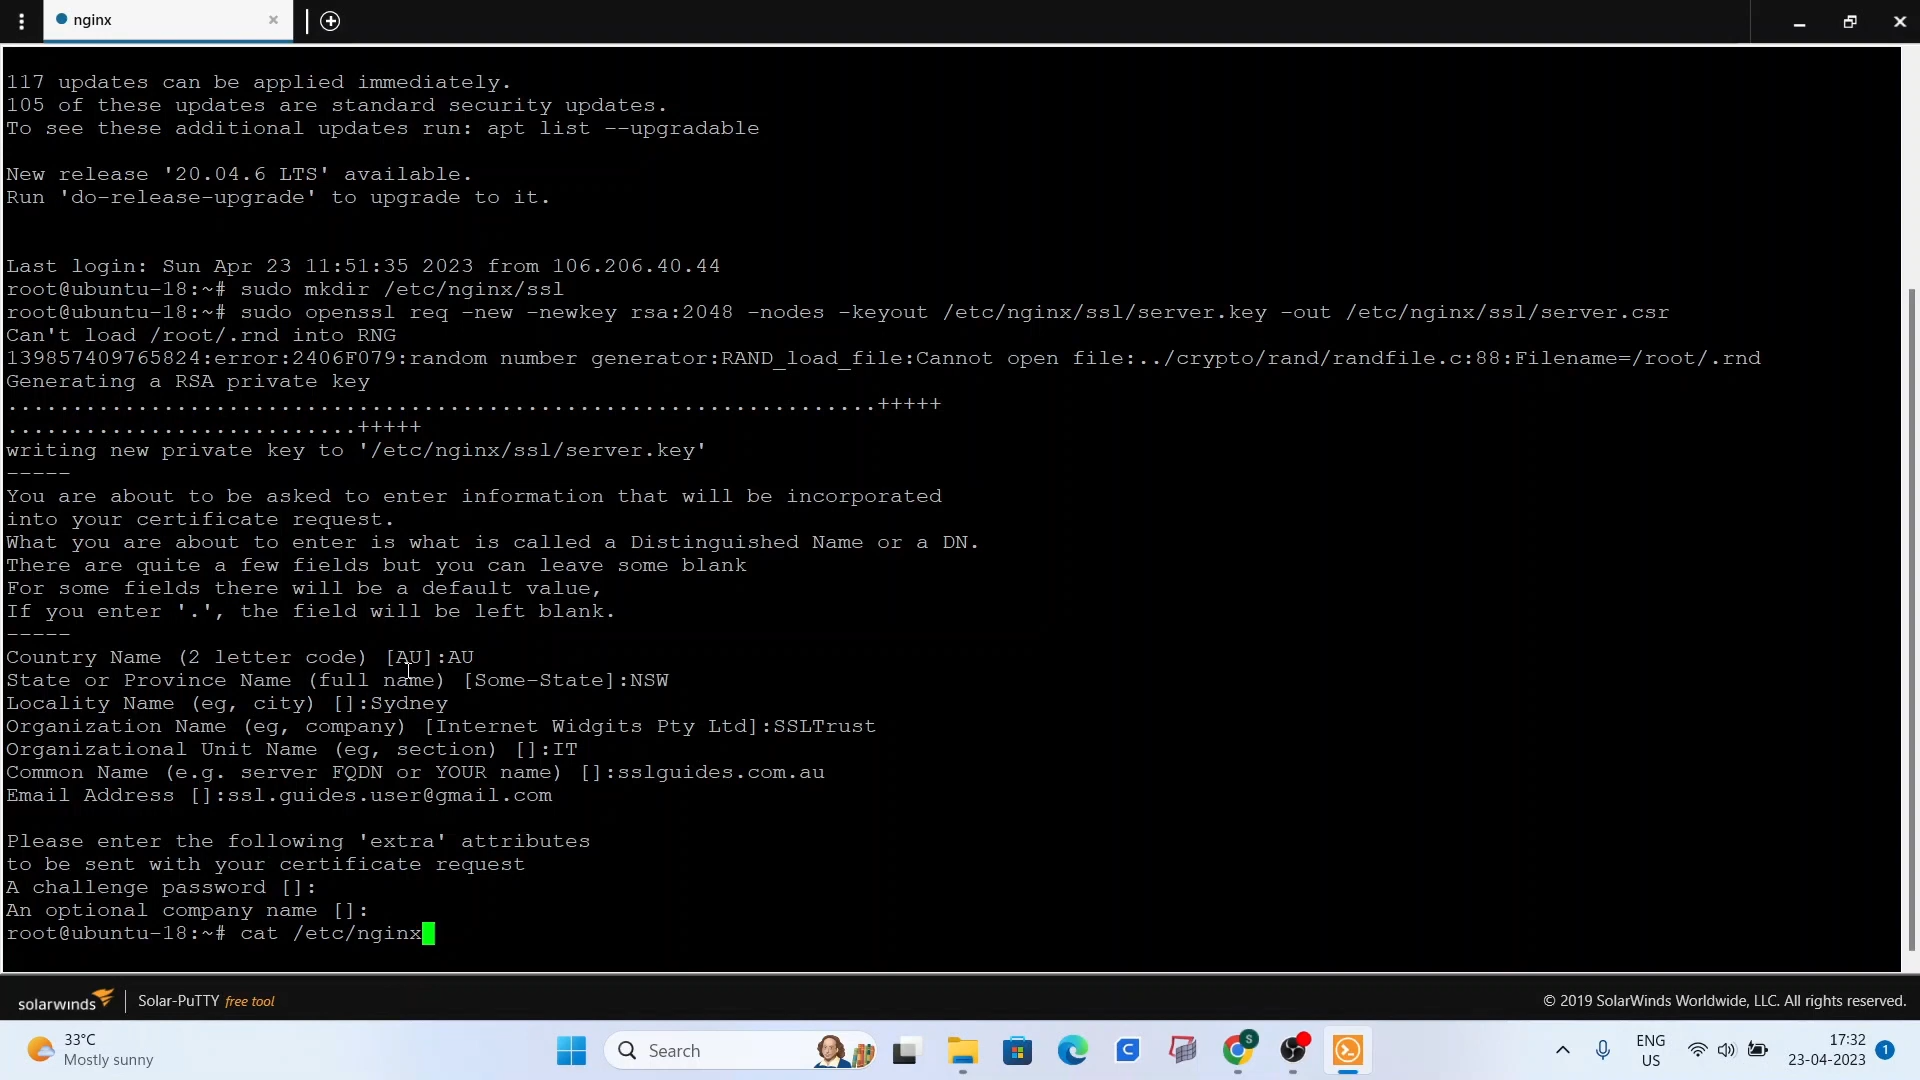 nginx
117 updates can be applied immediately.
105 of these updates are standard security updates.
To see these additional updates run: apt list --upgradable
New release '20.04.6 LTS' available.
Run 'do-release-upgrade' to upgrade to it.
Last login: Sun Apr 23 11:51:35 2023 from 106.206.40.44
root@ubuntu-18:~# sudo mkdir /etc/nginx/ssl
root@ubuntu-18:~# sudo openssl req -new -newkey rsa:2048 -nodes -keyout /etc/nginx/ssl/server.key -out /etc/nginx/ssl/server.csr
Can't load /root/.rnd into RNG
139857409765824:error:2406F079:random number generator:RAND_load_file:Cannot open file:../crypto/rand/randfile.c:88:Filename=/root/.rnd
Generating a RSA private key
...................................................................+++++
...........................+++++
writing new private key to '/etc/nginx/ssl/server.key'
-----
You are about to be asked to enter information that will be incorporated
into your certificate request.
What you are about to enter is what is called a Distinguished Name or a DN.
There are quite a few fields but you can leave some blank
For some fields there will be a default value,
If you enter '.', the field will be left blank.
-----
Country Name (2 letter code) [AU]:AU
State or Province Name (full name) [Some-State]:NSW
Locality Name (eg, city) []:Sydney
Organization Name (eg, company) [Internet Widgits Pty Ltd]:SSLTrust
Organizational Unit Name (eg, section) []:IT
Common Name (e.g. server FQDN or YOUR name) []:sslguides.com.au
Email Address []:ssl.guides.user@gmail.com
Please enter the following 'extra' attributes
to be sent with your certificate request
A challenge password []:
An optional company name []:
root@ubuntu-18:~# cat /etc/nginx
solarwinds Solar-PuTTY free tool © 2019 SolarWinds Worldwide, LLC. All rights reserved.
33°C
Mostly sunny
Search
S
ENG
US
17:32
23-04-2023
1